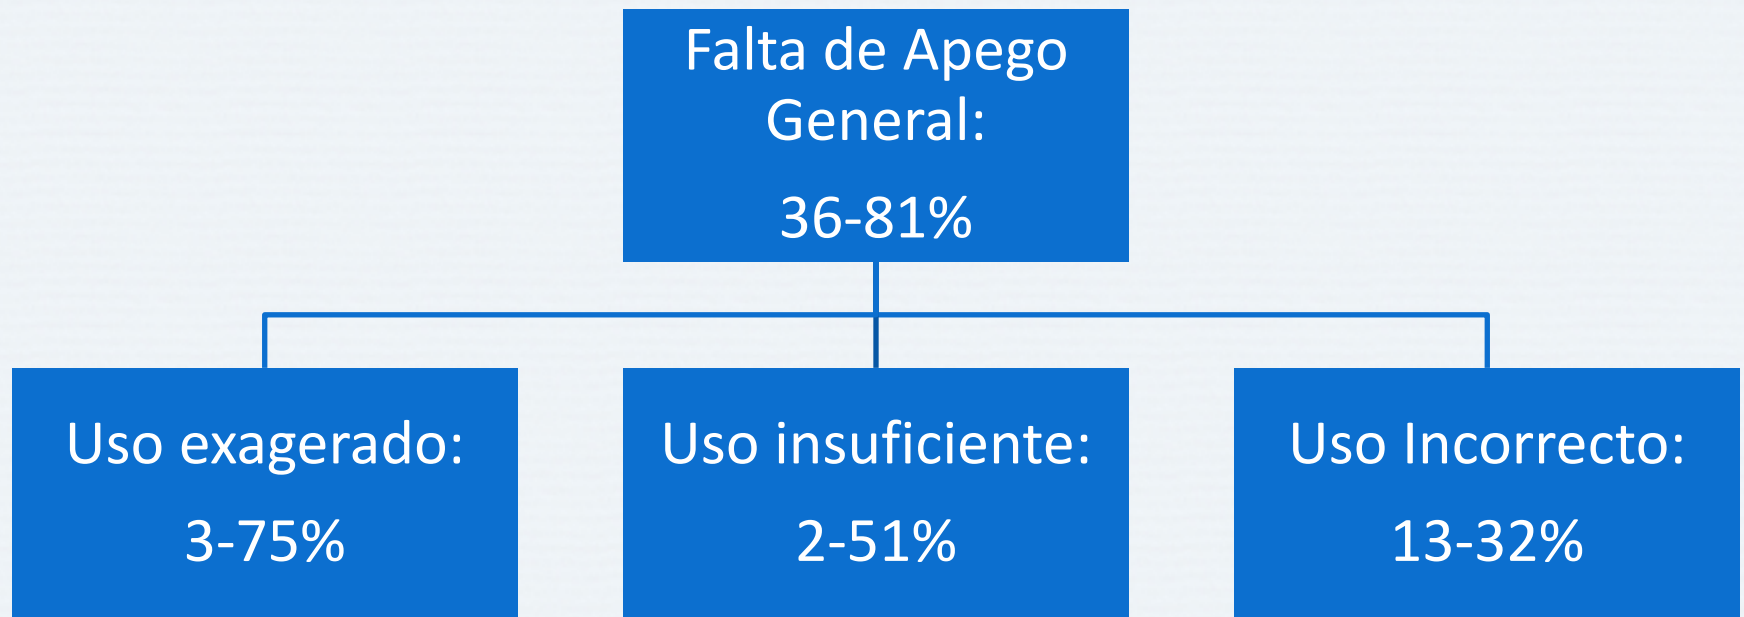 Falta de Apego
General:
36-81%
Uso exagerado:
3-75%
Uso insuficiente:
2-51%
Uso Incorrecto:
13-32%